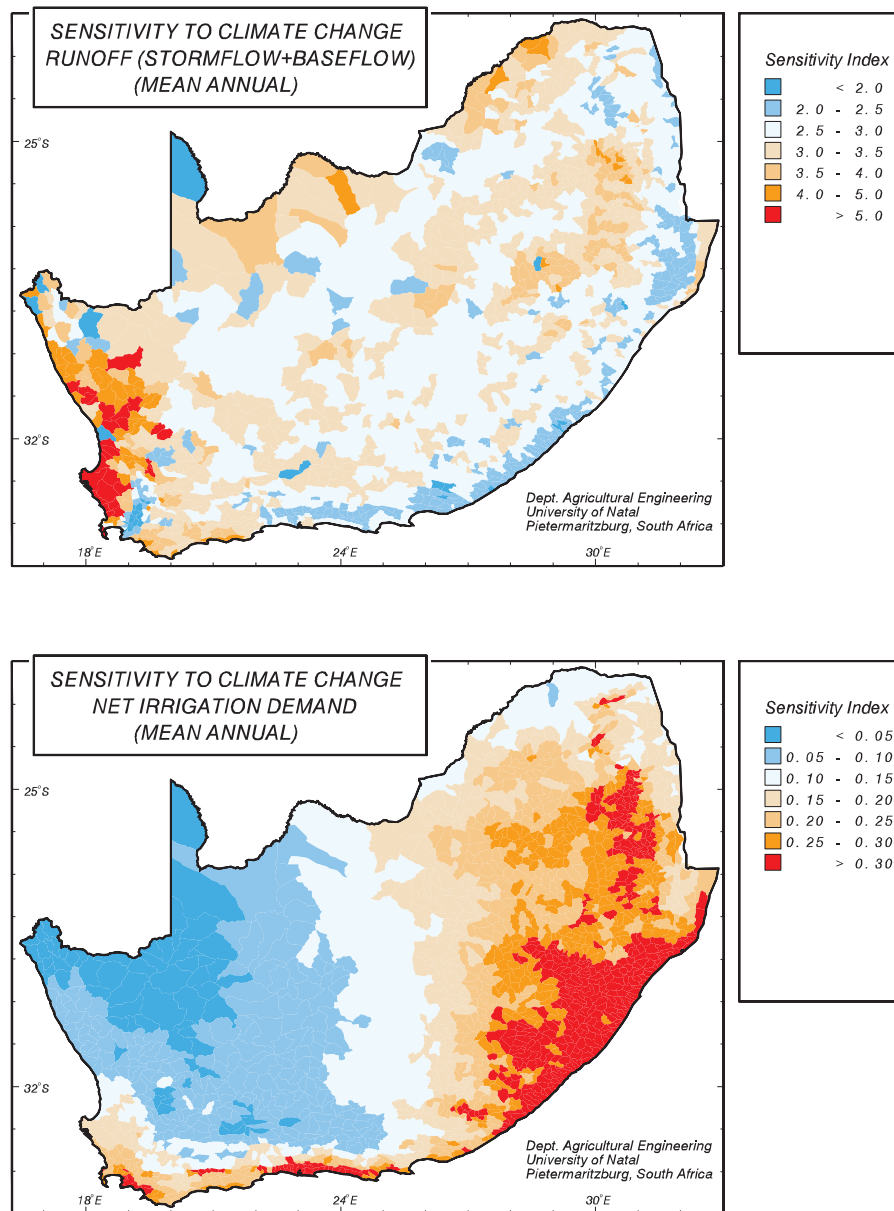 SENSITIVITY TO CLIMATE CHANGE
RUNOFF (STORMFLOW+BASEFLOW)
(MEAN ANNUAL)
Sensitivity Index
< 2.0
2.0 - 2.5
2.5 - 3.0
3.0 - 3.5
3.5 - 4.0
4.0 - 5.0
> 5.0
25°S
32°S
Dept. Agricultural Engineering
University of Natal
Pietermaritzburg, South Africa
18°E 24°E 30°E
SENSITIVITY TO CLIMATE CHANGE
NET IRRIGATION DEMAND
(MEAN ANNUAL)
Sensitivity Index
< 0.05
0.05 - 0.10
0.10 - 0.15
0.15 - 0.20
0.20 - 0.25
0.25 - 0.30
> 0.30
25°S
32°S
Dept. Agricultural Engineering
University of Natal
Pietermaritzburg, South Africa
18°E 24°E 30°E